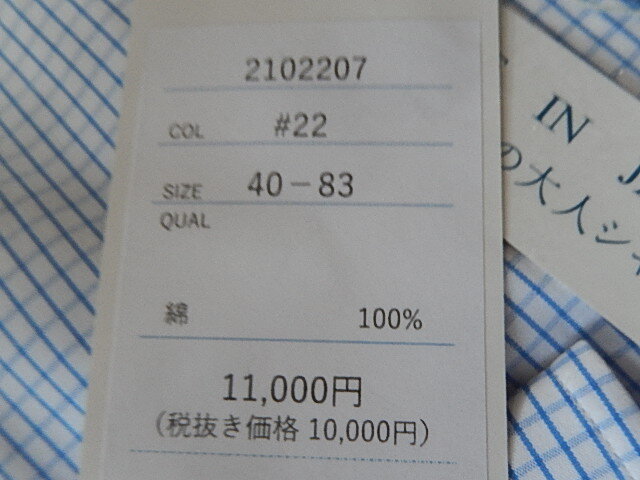 2102207
COL #22
SIZE 40-83
QUAL
綿 100%
11,000円
(税抜き価格 10,000円)
IN J
の大人シャ